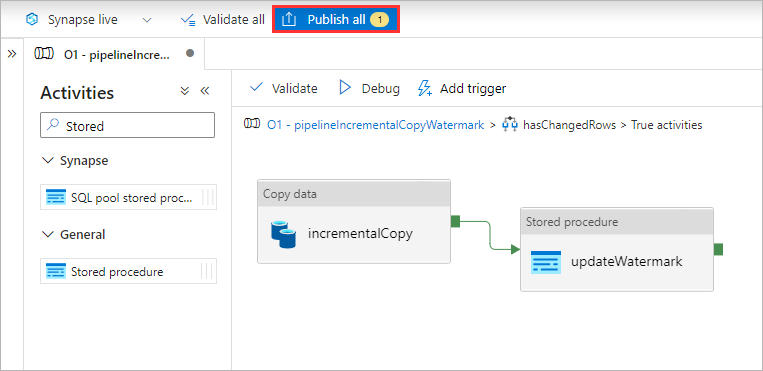 Synapse live Validate all Publish all 1
» O1 - pipelineIncre...
Activities
Validate Debug Add trigger
Stored
O1 - pipelineIncrementalCopyWatermark > hasChangedRows > True activities
Synapse
SQL pool stored proc...
General
Stored procedure
Copy data
incrementalCopy
Stored procedure
updateWatermark